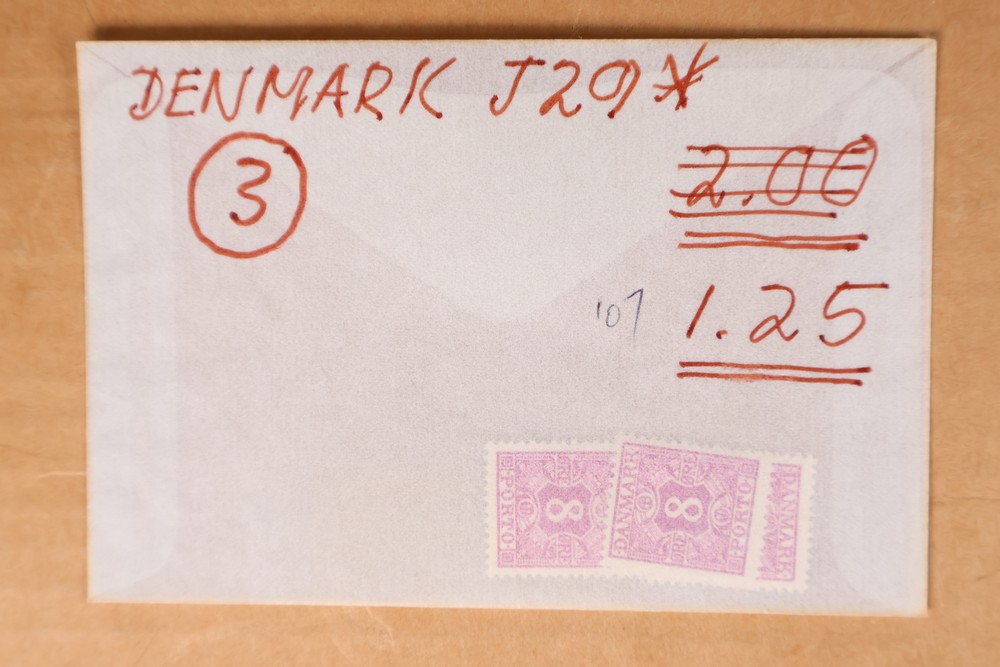 DENMARK J29*
3
2.00
'07
1.25
PORTO 8 ØRE
DANMARK 8 ØRE PORTO
DANMARK